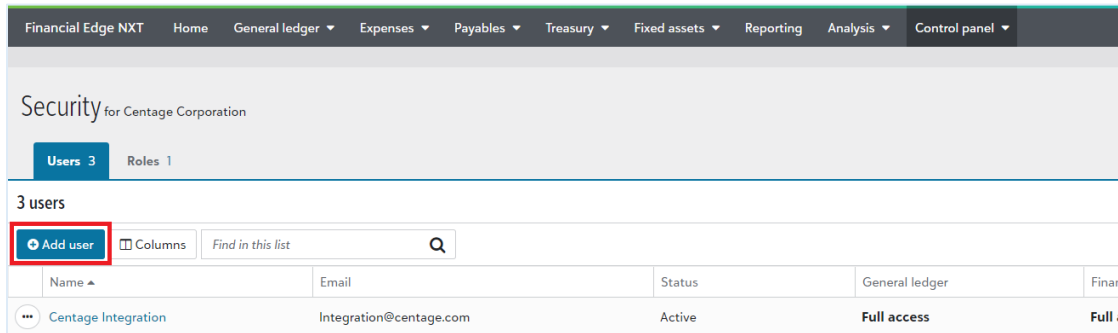 Financial Edge NXT Home General ledger Expenses Payables Treasury Fixed assets Reporting Analysis Control panel
Security for Centage Corporation
Users 3 Roles 1
3 users
Add user Columns Find in this list
Name Email Status General ledger Finan
Centage Integration Integration@centage.com Active Full access Full